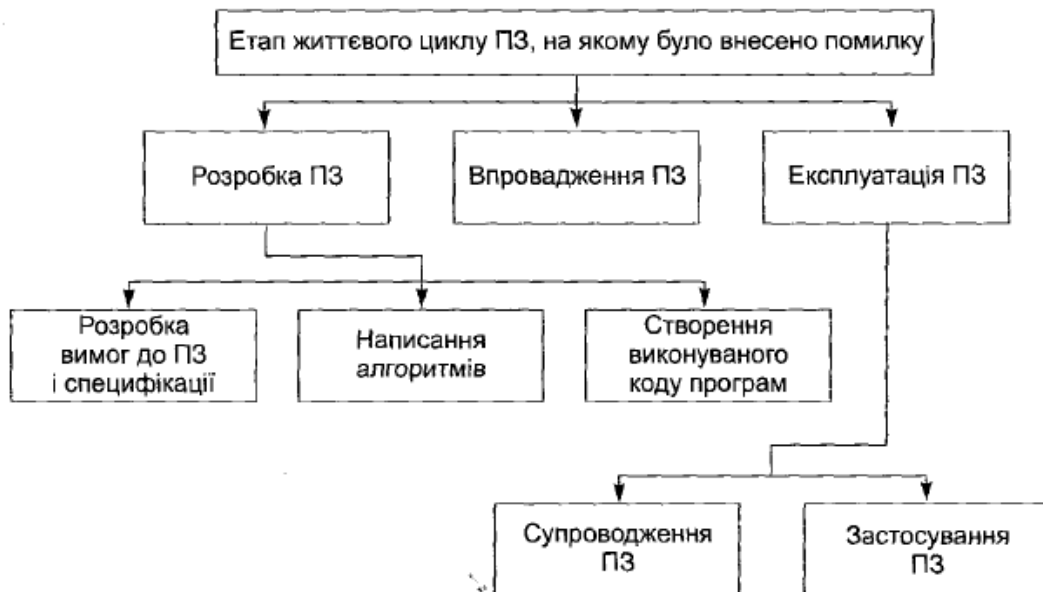 Етап життєвого циклу ПЗ, на якому було внесено помилку
Розробка ПЗ
Впровадження ПЗ
Експлуатація ПЗ
Розробка
вимог до ПЗ
і специфікації
Написання
алгоритмів
Створення
виконуваного
коду програм
Супроводження
ПЗ
Застосування
ПЗ